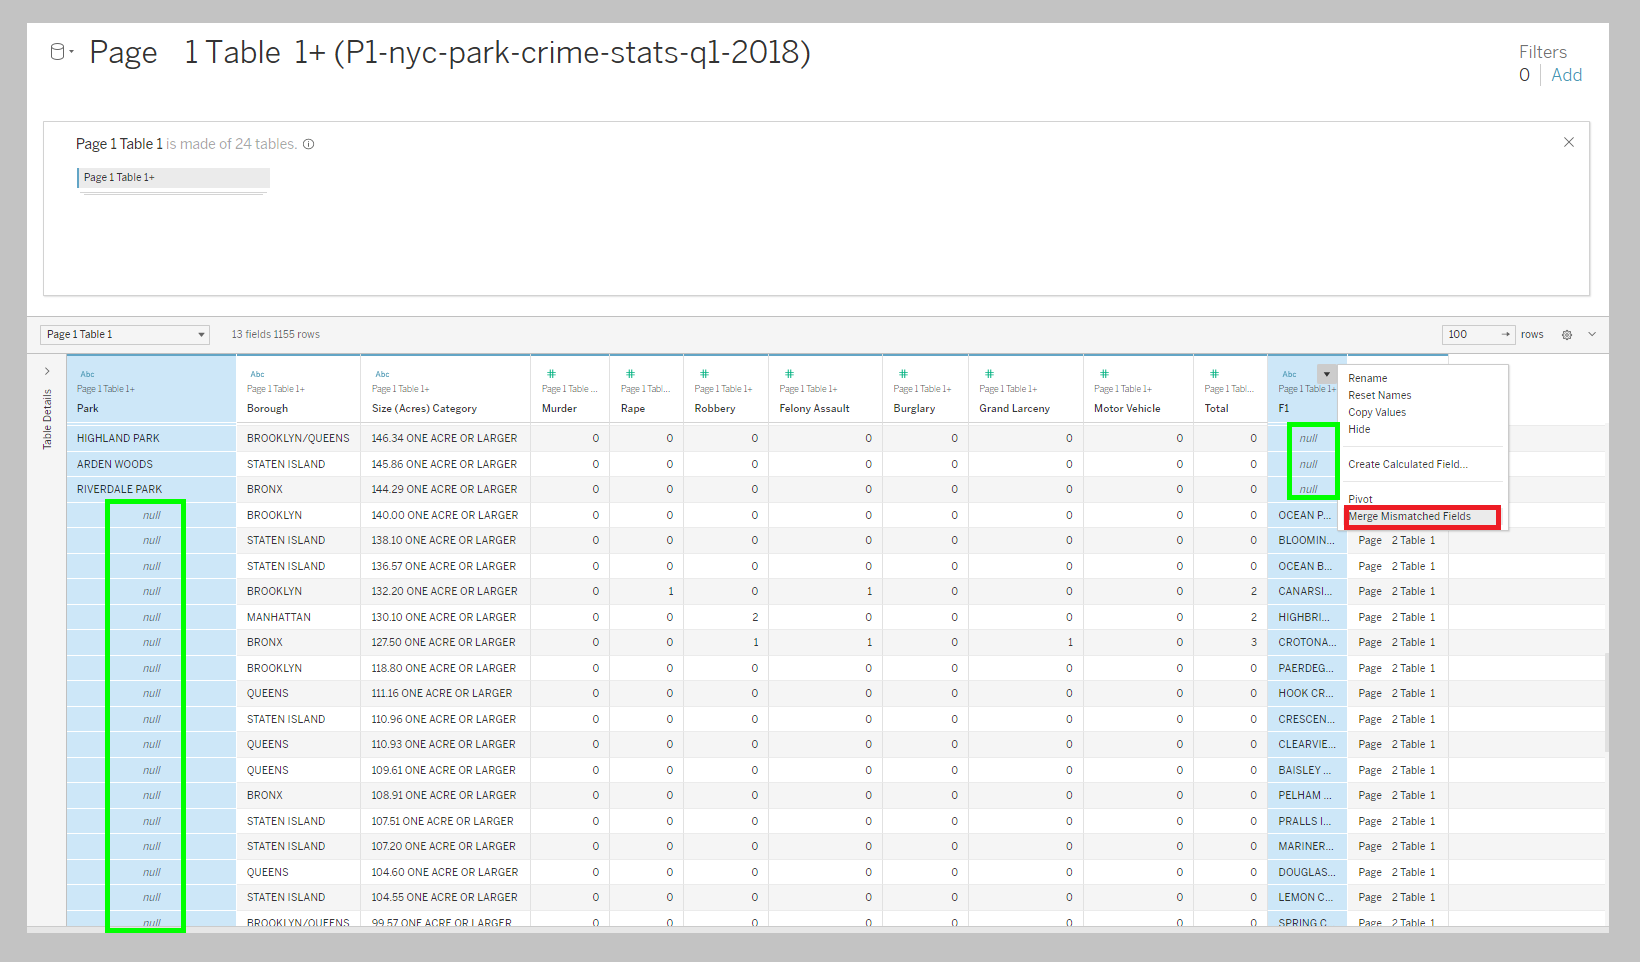 Page 1 Table 1+ (P1-nyc-park-crime-stats-q1-2018)
Filters
0 Add
Page 1 Table 1 is made of 24 tables.
Page 1 Table 1+
Page 1 Table 1 13 fields 1155 rows 100 rows
Table Details
Abc Abc Abc Abc
Page 1 Table 1+ Page 1 Table 1+ Page 1 Table 1+ Page 1 Table ... Page 1 Tabl... Page 1 Table 1+ Page 1 Table 1+ Page 1 Table 1+ Page 1 Table 1+ Page 1 Table 1+ Page 1 Tabl... Page 1 Table 1+
Park Borough Size (Acres) Category Murder Rape Robbery Felony Assault Burglary Grand Larceny Motor Vehicle Total F1
Rename
Reset Names
Copy Values
Hide
Create Calculated Field...
Pivot
Merge Mismatched Fields
HIGHLAND PARK BROOKLYN/QUEENS 146.34 ONE ACRE OR LARGER 0 0 0 0 0 0 0 0 null
ARDEN WOODS STATEN ISLAND 145.86 ONE ACRE OR LARGER 0 0 0 0 0 0 0 0 null
RIVERDALE PARK BRONX 144.29 ONE ACRE OR LARGER 0 0 0 0 0 0 0 0 null
null BROOKLYN 140.00 ONE ACRE OR LARGER 0 0 0 0 0 0 0 0 OCEAN P...
null STATEN ISLAND 138.10 ONE ACRE OR LARGER 0 0 0 0 0 0 0 0 BLOOMIN... Page 2 Table 1
null STATEN ISLAND 136.57 ONE ACRE OR LARGER 0 0 0 0 0 0 0 0 OCEAN B... Page 2 Table 1
null BROOKLYN 132.20 ONE ACRE OR LARGER 0 1 0 1 0 0 0 2 CANARSI... Page 2 Table 1
null MANHATTAN 130.10 ONE ACRE OR LARGER 0 0 2 0 0 0 0 2 HIGHBRI... Page 2 Table 1
null BRONX 127.50 ONE ACRE OR LARGER 0 0 1 1 0 1 0 3 CROTONA... Page 2 Table 1
null BROOKLYN 118.80 ONE ACRE OR LARGER 0 0 0 0 0 0 0 0 PAERDEG... Page 2 Table 1
null QUEENS 111.16 ONE ACRE OR LARGER 0 0 0 0 0 0 0 0 HOOK CR... Page 2 Table 1
null STATEN ISLAND 110.96 ONE ACRE OR LARGER 0 0 0 0 0 0 0 0 CRESCEN... Page 2 Table 1
null QUEENS 110.93 ONE ACRE OR LARGER 0 0 0 0 0 0 0 0 CLEARVIE... Page 2 Table 1
null QUEENS 109.61 ONE ACRE OR LARGER 0 0 0 0 0 0 0 0 BAISLEY ... Page 2 Table 1
null BRONX 108.91 ONE ACRE OR LARGER 0 0 0 0 0 0 0 0 PELHAM ... Page 2 Table 1
null STATEN ISLAND 107.51 ONE ACRE OR LARGER 0 0 0 0 0 0 0 0 PRALLS I... Page 2 Table 1
null STATEN ISLAND 107.20 ONE ACRE OR LARGER 0 0 0 0 0 0 0 0 MARINER... Page 2 Table 1
null QUEENS 104.60 ONE ACRE OR LARGER 0 0 0 0 0 0 0 0 DOUGLAS... Page 2 Table 1
null STATEN ISLAND 104.55 ONE ACRE OR LARGER 0 0 0 0 0 0 0 0 LEMON C... Page 2 Table 1
null BROOKLYN/QUEENS 99.57 ONE ACRE OR LARGER 0 0 0 0 0 0 0 0 SPRING C... Page 2 Table 1